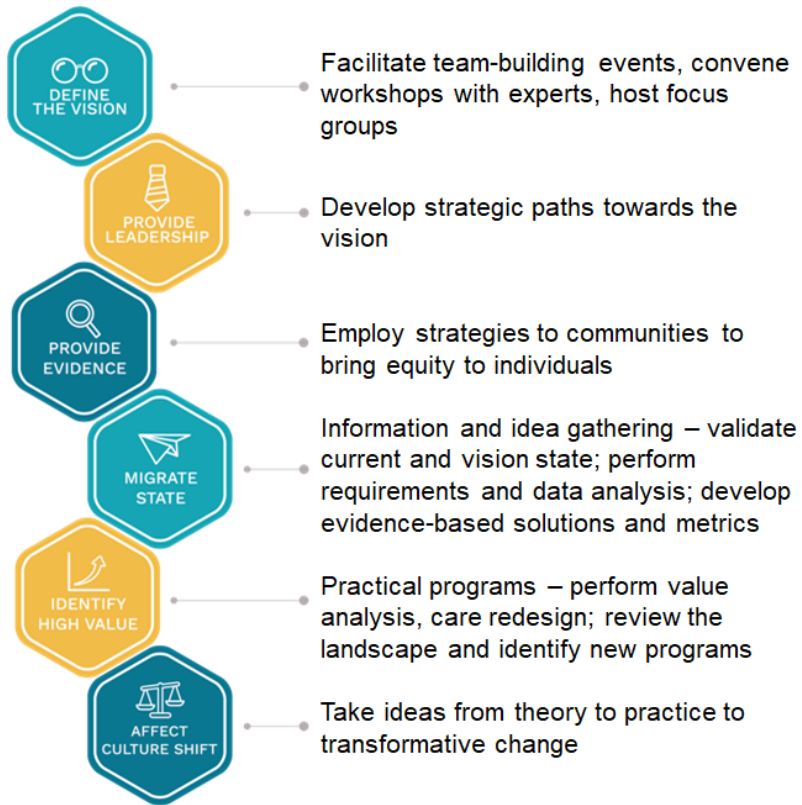 DEFINE
THE VISION
Facilitate team-building events, convene
workshops with experts, host focus
groups
PROVIDE
LEADERSHIP
Develop strategic paths towards the
vision
PROVIDE
EVIDENCE
Employ strategies to communities to
bring equity to individuals
MIGRATE
STATE
Information and idea gathering – validate
current and vision state; perform
requirements and data analysis; develop
evidence-based solutions and metrics
IDENTIFY
HIGH VALUE
Practical programs – perform value
analysis, care redesign; review the
landscape and identify new programs
AFFECT
CULTURE SHIFT
Take ideas from theory to practice to
transformative change